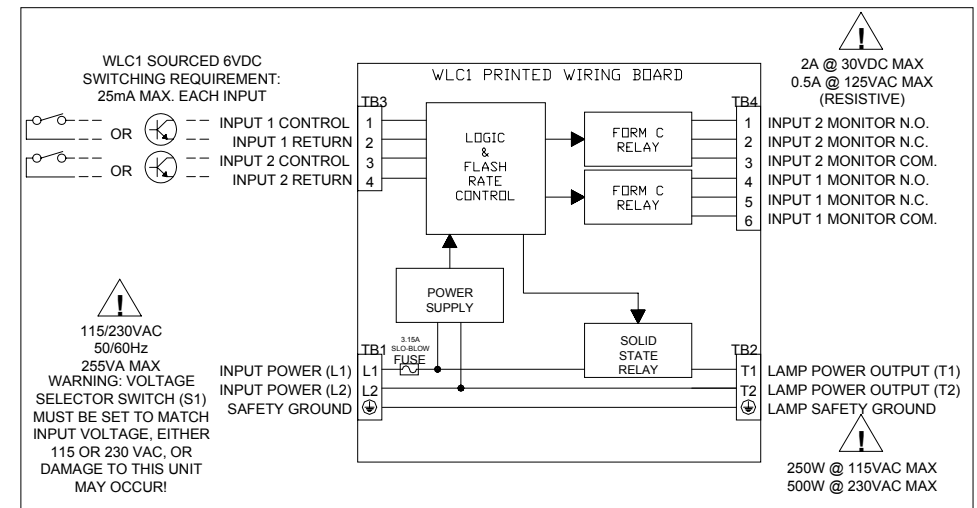 WLC1 SOURCED 6VDC
SWITCHING REQUIREMENT:
25mA MAX. EACH INPUT
OR
OR
INPUT 1 CONTROL
INPUT 1 RETURN
INPUT 2 CONTROL
INPUT 2 RETURN
TB3
1
2
3
4
WLC1 PRINTED WIRING BOARD
LOGIC
&
FLASH
RATE
CONTROL
FORM C
RELAY
FORM C
RELAY
!
2A @ 30VDC MAX
0.5A @ 125VAC MAX
(RESISTIVE)
TB4
1
2
3
4
5
6
INPUT 2 MONITOR N.O.
INPUT 2 MONITOR N.C.
INPUT 2 MONITOR COM.
INPUT 1 MONITOR N.O.
INPUT 1 MONITOR N.C.
INPUT 1 MONITOR COM.
!
115/230VAC
50/60Hz
255VA MAX
WARNING: VOLTAGE
SELECTOR SWITCH (S1)
MUST BE SET TO MATCH
INPUT VOLTAGE, EITHER
115 OR 230 VAC, OR
DAMAGE TO THIS UNIT
MAY OCCUR!
POWER
SUPPLY
INPUT POWER (L1)
INPUT POWER (L2)
SAFETY GROUND
TB1
L1
L2
3.15A
SLO-BLOW
FUSE
SOLID
STATE
RELAY
TB2
T1
T2
LAMP POWER OUTPUT (T1)
LAMP POWER OUTPUT (T2)
LAMP SAFETY GROUND
!
250W @ 115VAC MAX
500W @ 230VAC MAX